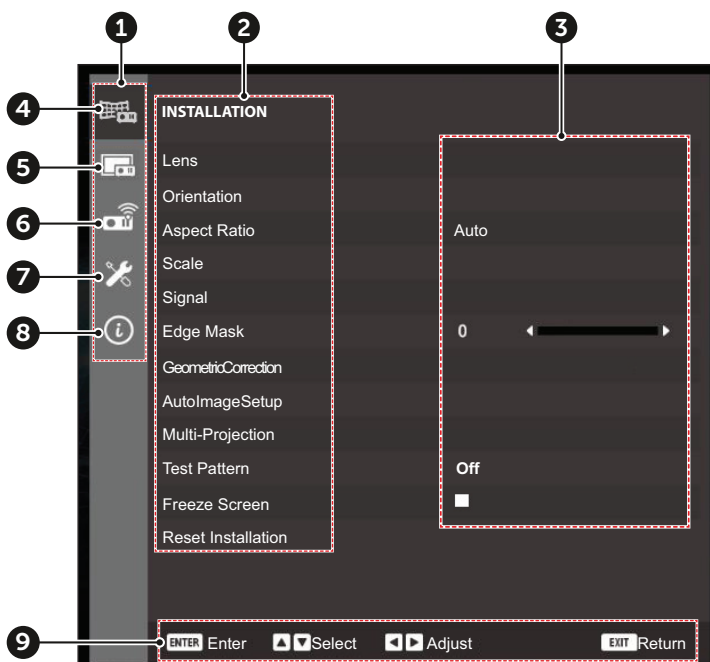 1 2 3
4 INSTALLATION
5 Lens
Orientation
6 Aspect Ratio Auto
7 Scale
Signal
8 Edge Mask 0
GeometricCorrection
AutoImageSetup
Multi-Projection
Test Pattern Off
Freeze Screen
Reset Installation
9 ENTER Enter Select Adjust EXIT Return